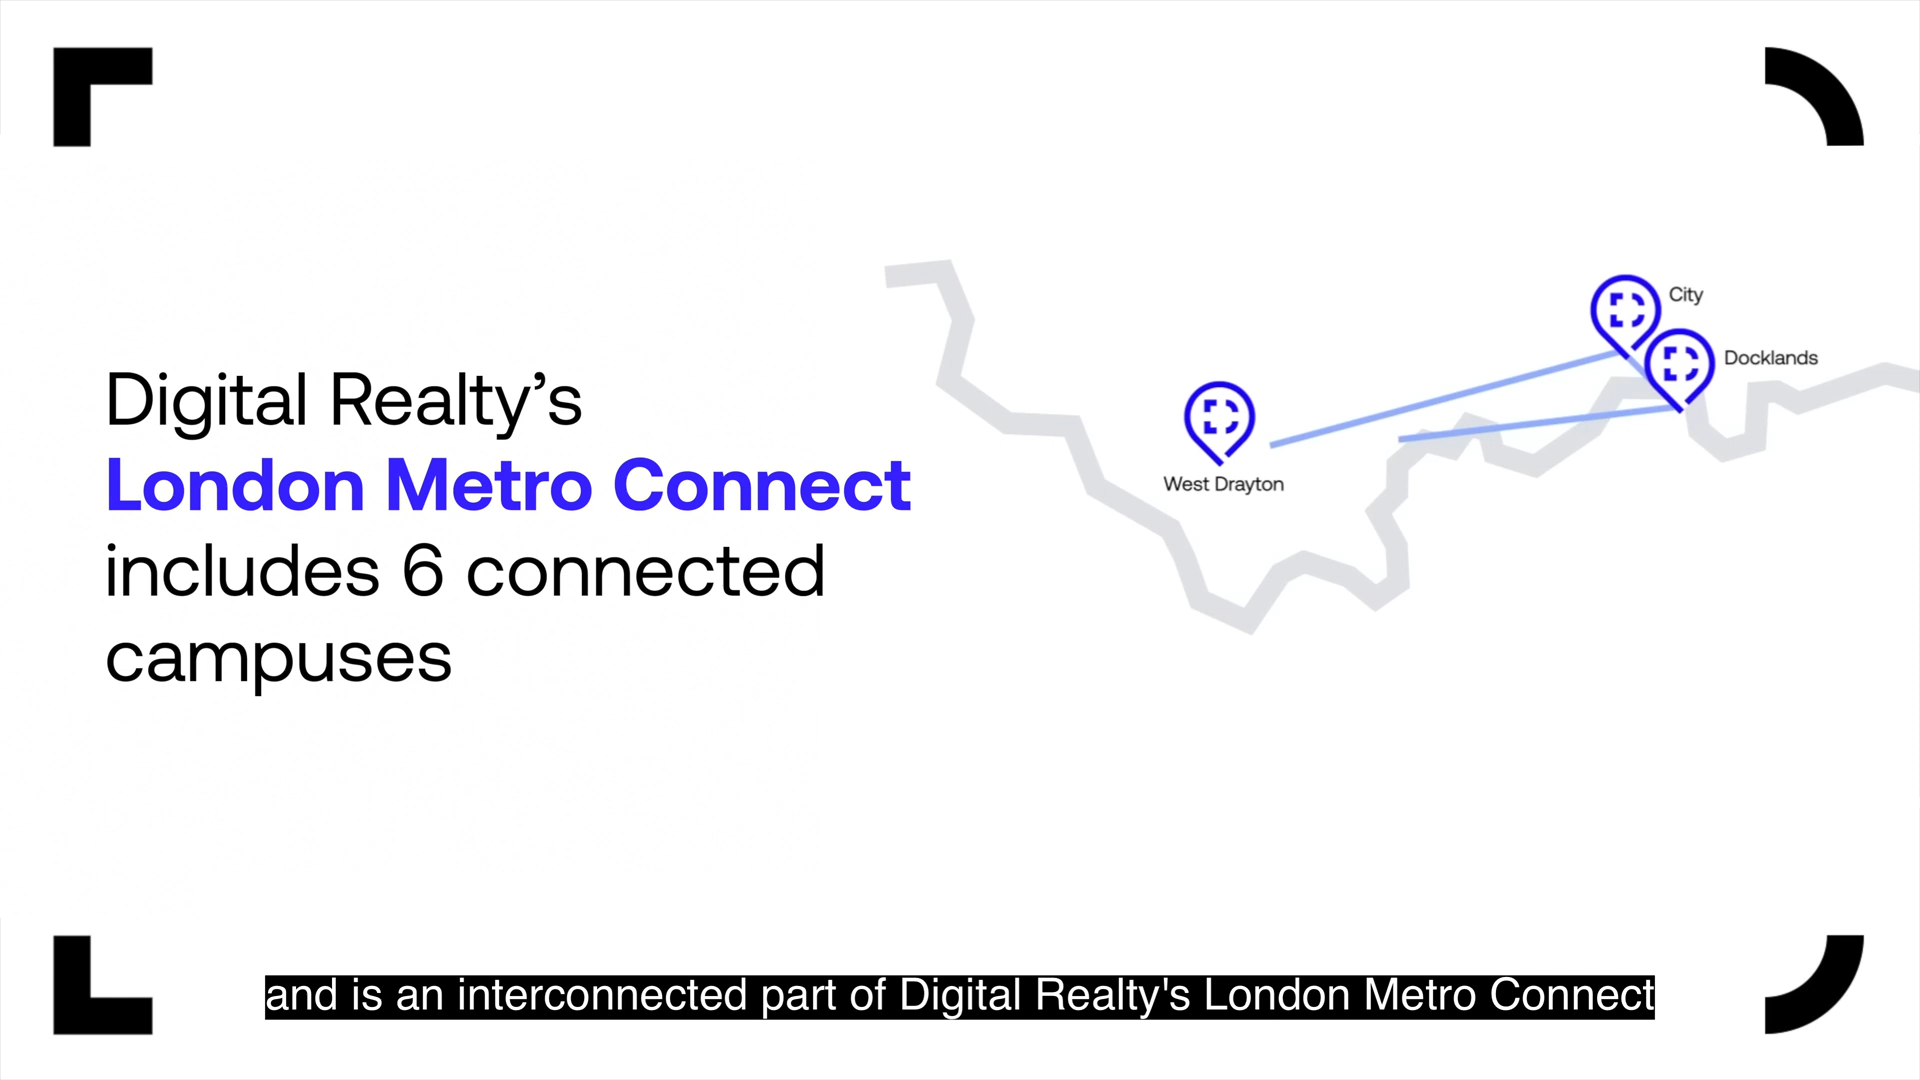 City
Docklands
West Drayton
Digital Realty’s
London Metro Connect
includes 6 connected
campuses
and is an interconnected part of Digital Realty's London Metro Connect